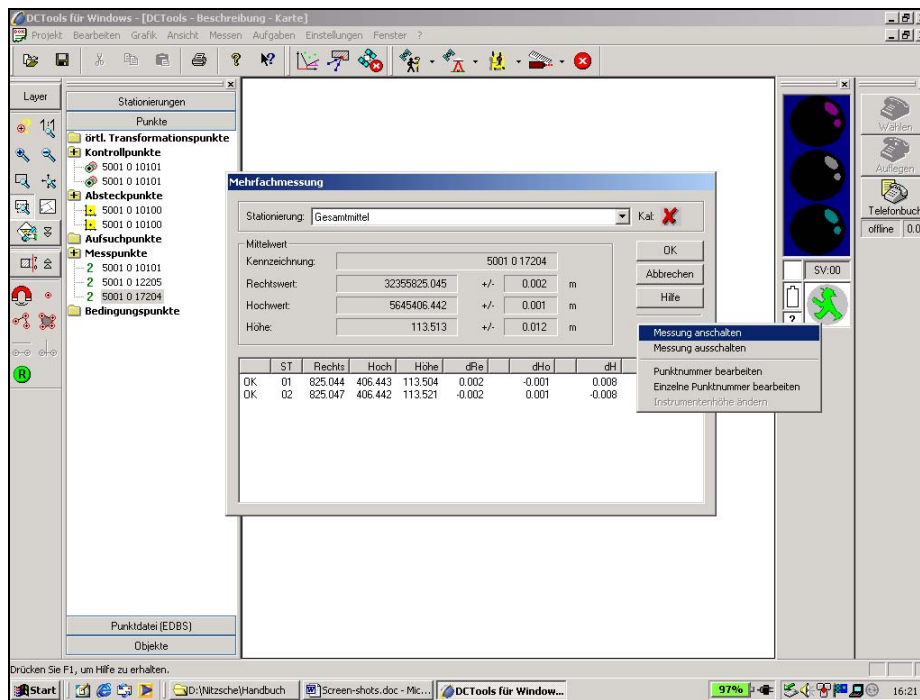 DCTools für Windows - [DCTools - Beschreibung - Karte]
Projekt Bearbeiten Grafik Ansicht Messen Aufgaben Einstellungen Fenster ?
Layer
1:1
R
Stationierungen
Punkte
örtl. Transformationspunkte
Kontrollpunkte
5001 0 10101
5001 0 10101
Absteckpunkte
5001 0 10100
5001 0 10100
Aufsuchpunkte
Messpunkte
2 5001 0 10101
2 5001 0 12205
2 5001 0 17204
Bedingungspunkte
Punktdatei (EDBS)
Objekte
Mehrfachmessung
Stationierung: Gesamtmittel Kat:
Mittelwert
Kennzeichnung: 5001 0 17204
Rechtswert: 32355825.045 +/- 0.002 m
Hochwert: 5645406.442 +/- 0.001 m
Höhe: 113.513 +/- 0.012 m
OK
Abbrechen
Hilfe
ST Rechts Hoch Höhe dRe dHo dH
OK 01 825.044 406.443 113.504 0.002 -0.001 0.008
OK 02 825.047 406.442 113.521 -0.002 0.001 -0.008
Messung anschalten
Messung ausschalten
Punktnummer bearbeiten
Einzelne Punktnummer bearbeiten
Instrumentenhöhe ändern
SV:00
?
Wählen
Auflegen
Telefonbuch
offline 0.0
Drücken Sie F1, um Hilfe zu erhalten.
Start D:\Nitzsche\Handbuch Screen-shots.doc - Mic... DCTools für Window... 97% 16:21